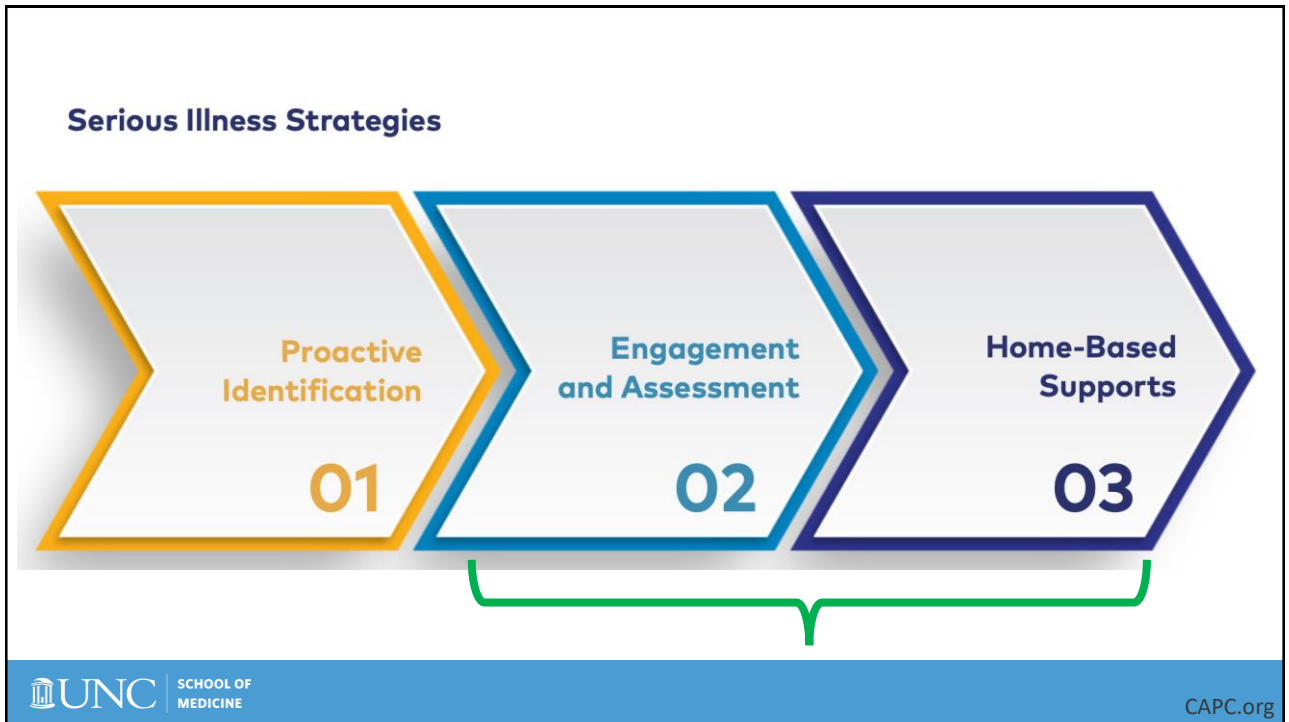 Serious Illness Strategies
Proactive
Identification
01
Engagement
and Assessment
02
Home-Based
Supports
03
UNC
SCHOOL OF
MEDICINE
CAPC.org